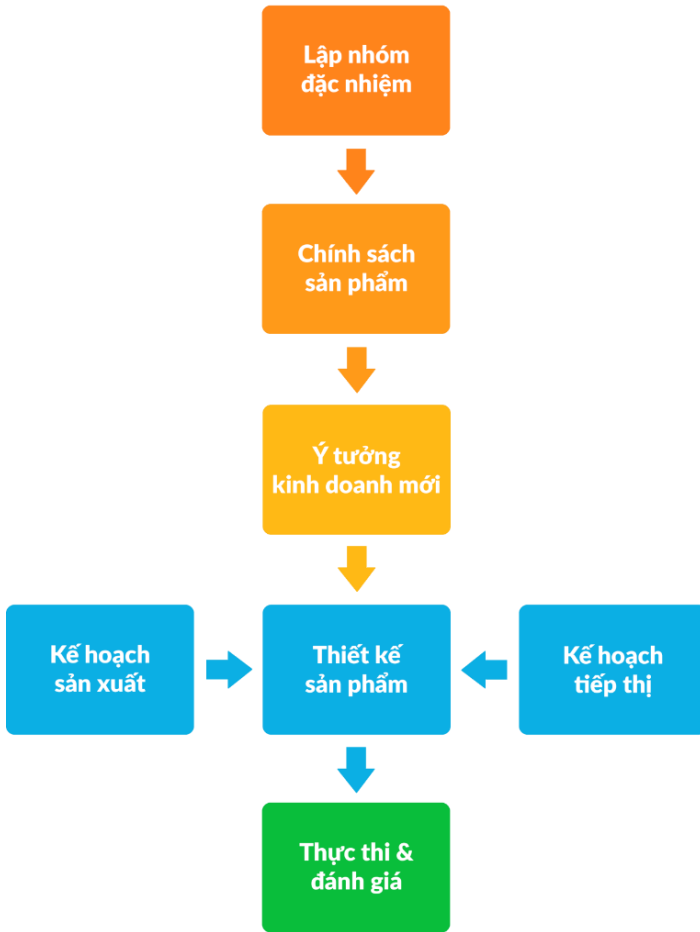 Lập nhóm
đặc nhiệm
Chính sách
sản phẩm
Ý tưởng
kinh doanh mới
Kế hoạch
sản xuất
Thiết kế
sản phẩm
Kế hoạch
tiếp thị
Thực thi &
đánh giá